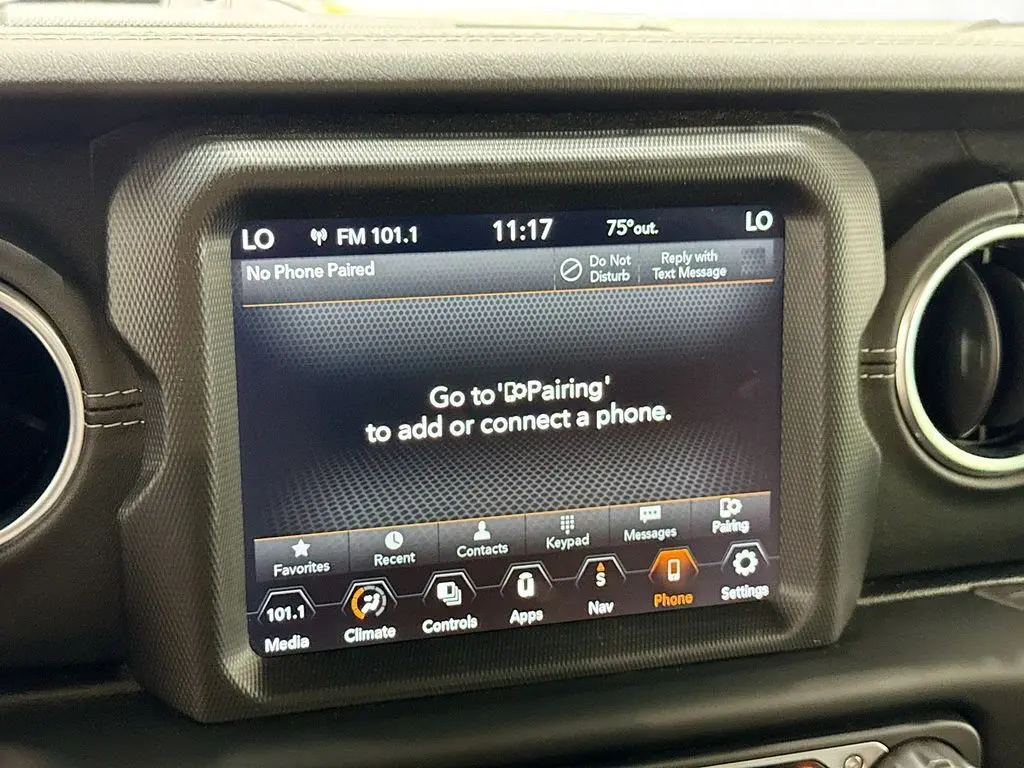 LO FM 101.1 11:17 75°out. LO
No Phone Paired
Do Not
Disturb
Reply with
Text Message
Go to 'Pairing'
to add or connect a phone.
Favorites Recent Contacts Keypad Messages Pairing
101.1 S
Media Climate Controls Apps Nav Phone Settings